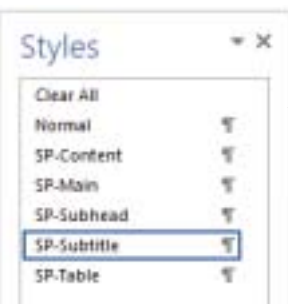 Styles
Clear All
Normal ¶
SP-Content ¶
SP-Main ¶
SP-Subhead ¶
SP-Subtitle ¶
SP-Table ¶